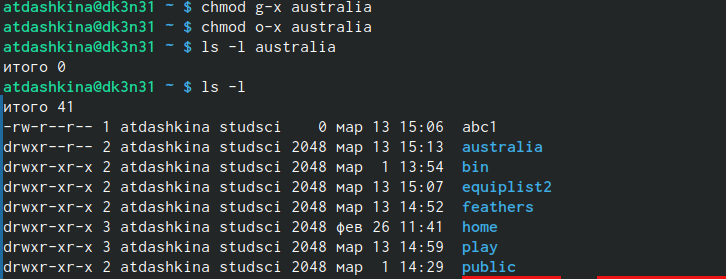 atdashkina@dk3n31 ~ $ chmod g-x australia
atdashkina@dk3n31 ~ $ chmod o-x australia
atdashkina@dk3n31 ~ $ ls -l australia
итого 0
atdashkina@dk3n31 ~ $ ls -l
итого 41
-rw-r--r-- 1 atdashkina studsci    0 мар 13 15:06  abc1
drwxr--r-- 2 atdashkina studsci 2048 мар 13 15:13  australia
drwxr-xr-x 2 atdashkina studsci 2048 мар  1 13:54  bin
drwxr-xr-x 2 atdashkina studsci 2048 мар 13 15:07  equiplist2
drwxr-xr-x 2 atdashkina studsci 2048 мар 13 14:52  feathers
drwxr-xr-x 3 atdashkina studsci 2048 фев 26 11:41  home
drwxr-xr-x 3 atdashkina studsci 2048 мар 13 14:59  play
drwxr-xr-x 2 atdashkina studsci 2048 мар  1 14:29  public